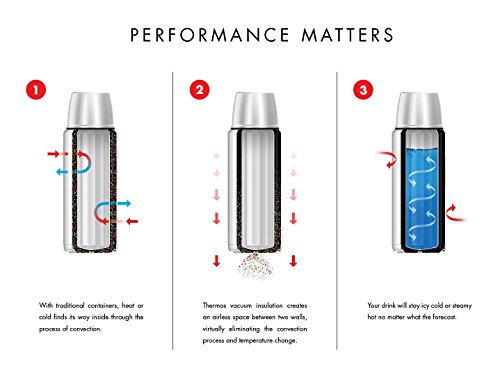 PERFORMANCE MATTERS
1
2
3
With traditional containers, heat or
cold finds its way inside through the
process of convection.
Thermos vacuum insulation creates
an airless space between two walls,
virtually eliminating the convection
process and temperature change.
Your drink will stay icy cold or steamy
hot no matter what the forecast.